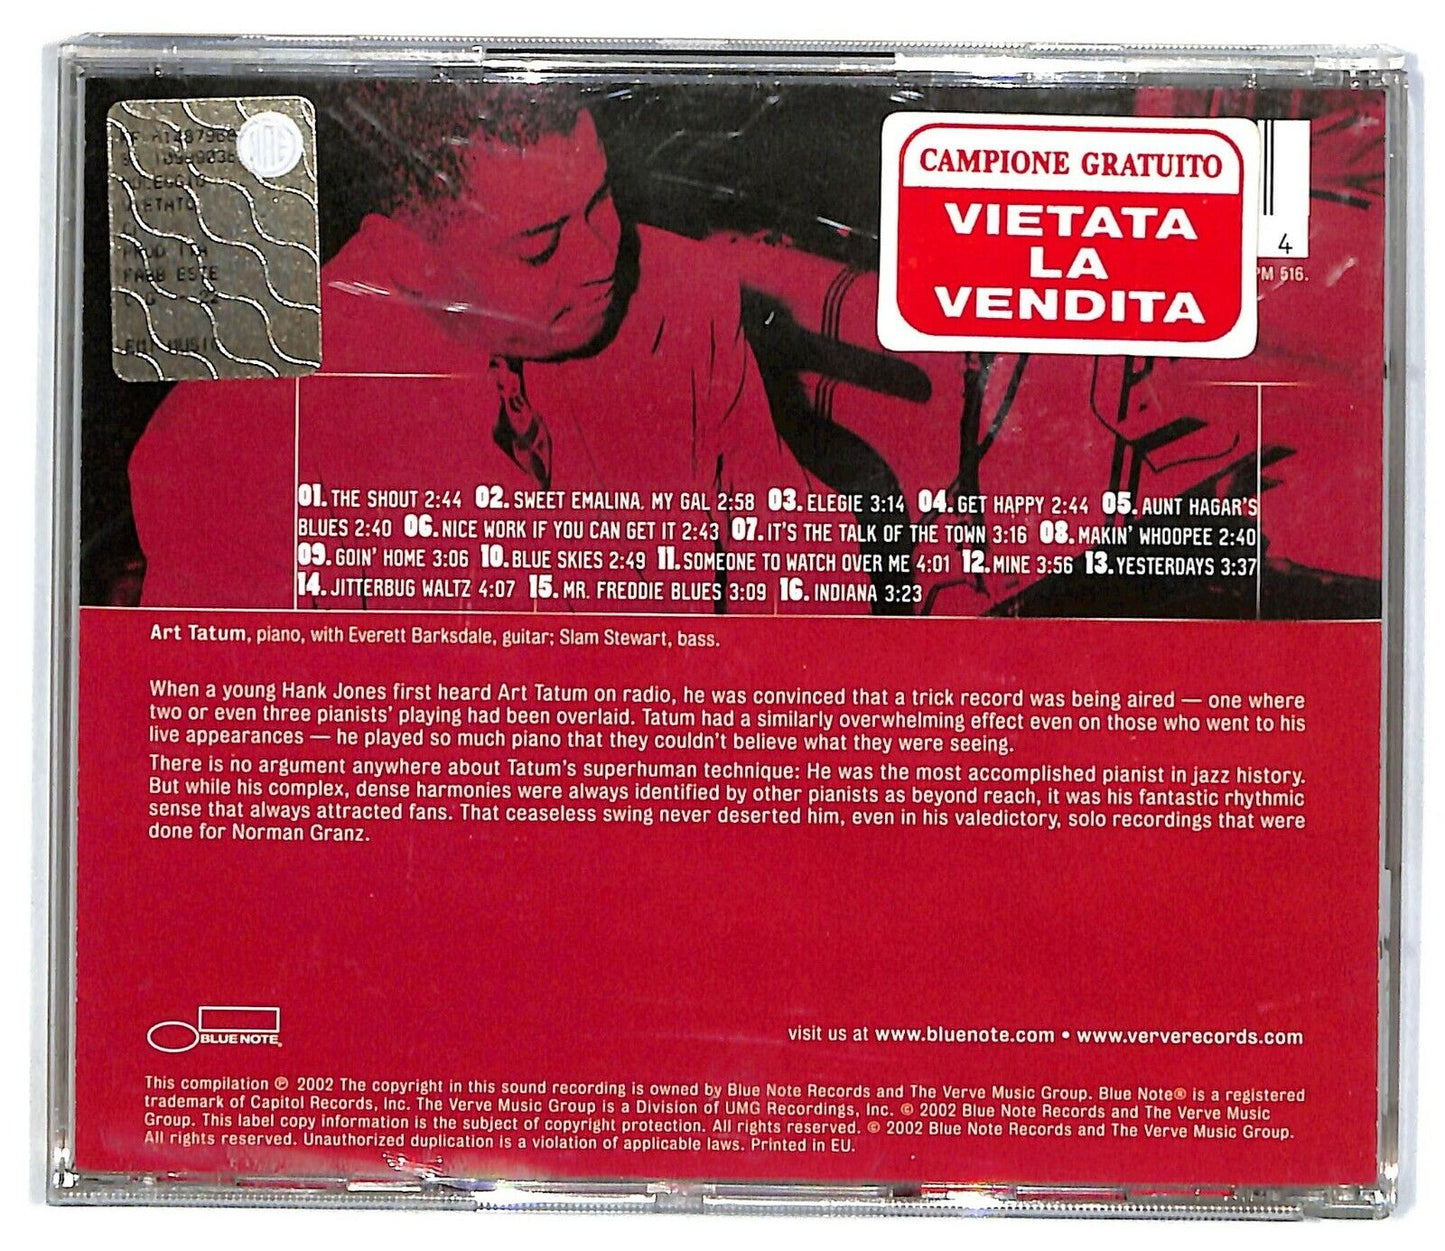 NOLEGGIO
VIETATO
PROD ITA
FABB ESTE
EMI MUSIC
CAMPIONE GRATUITO
VIETATA
LA
VENDITA
4
PM 516.
01. THE SHOUT 2:44 02. SWEET EMALINA, MY GAL 2:58 03. ELEGIE 3:14 04. GET HAPPY 2:44 05. AUNT HAGAR'S
BLUES 2:40 06. NICE WORK IF YOU CAN GET IT 2:43 07. IT'S THE TALK OF THE TOWN 3:16 08. MAKIN' WHOOPEE 2:40
09. GOIN' HOME 3:06 10. BLUE SKIES 2:49 11. SOMEONE TO WATCH OVER ME 4:01 12. MINE 3:56 13. YESTERDAYS 3:37
14. JITTERBUG WALTZ 4:07 15. MR. FREDDIE BLUES 3:09 16. INDIANA 3:23
Art Tatum, piano, with Everett Barksdale, guitar; Slam Stewart, bass.
When a young Hank Jones first heard Art Tatum on radio, he was convinced that a trick record was being aired — one where
two or even three pianists' playing had been overlaid. Tatum had a similarly overwhelming effect even on those who went to his
live appearances — he played so much piano that they couldn't believe what they were seeing.
There is no argument anywhere about Tatum's superhuman technique: He was the most accomplished pianist in jazz history.
But while his complex, dense harmonies were always identified by other pianists as beyond reach, it was his fantastic rhythmic
sense that always attracted fans. That ceaseless swing never deserted him, even in his valedictory, solo recordings that were
done for Norman Granz.
BLUE NOTE
visit us at www.bluenote.com • www.ververecords.com
This compilation ℗ 2002 The copyright in this sound recording is owned by Blue Note Records and The Verve Music Group. Blue Note® is a registered
trademark of Capitol Records, Inc. The Verve Music Group is a Division of UMG Recordings, Inc. © 2002 Blue Note Records and The Verve Music
Group. This label copy information is the subject of copyright protection. All rights reserved. © 2002 Blue Note Records and The Verve Music Group.
All rights reserved. Unauthorized duplication is a violation of applicable laws. Printed in EU.